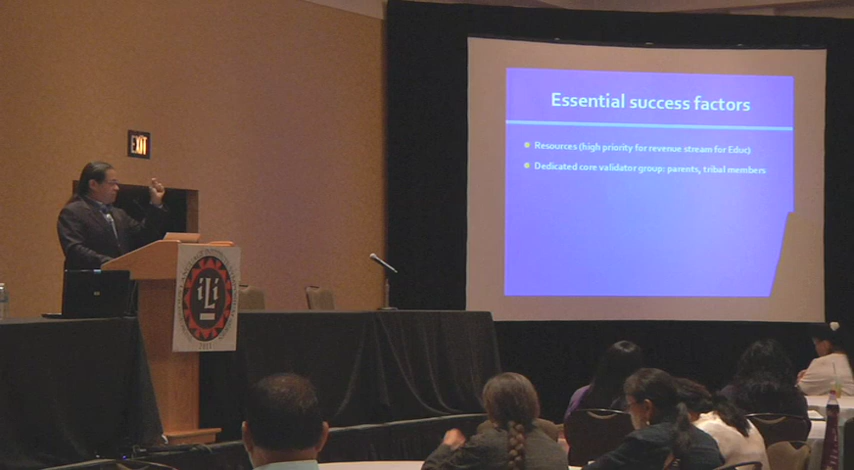 EXIT
Essential success factors
Resources (high priority for revenue stream for Educ)
Dedicated core validator group: parents, tribal members
iLi